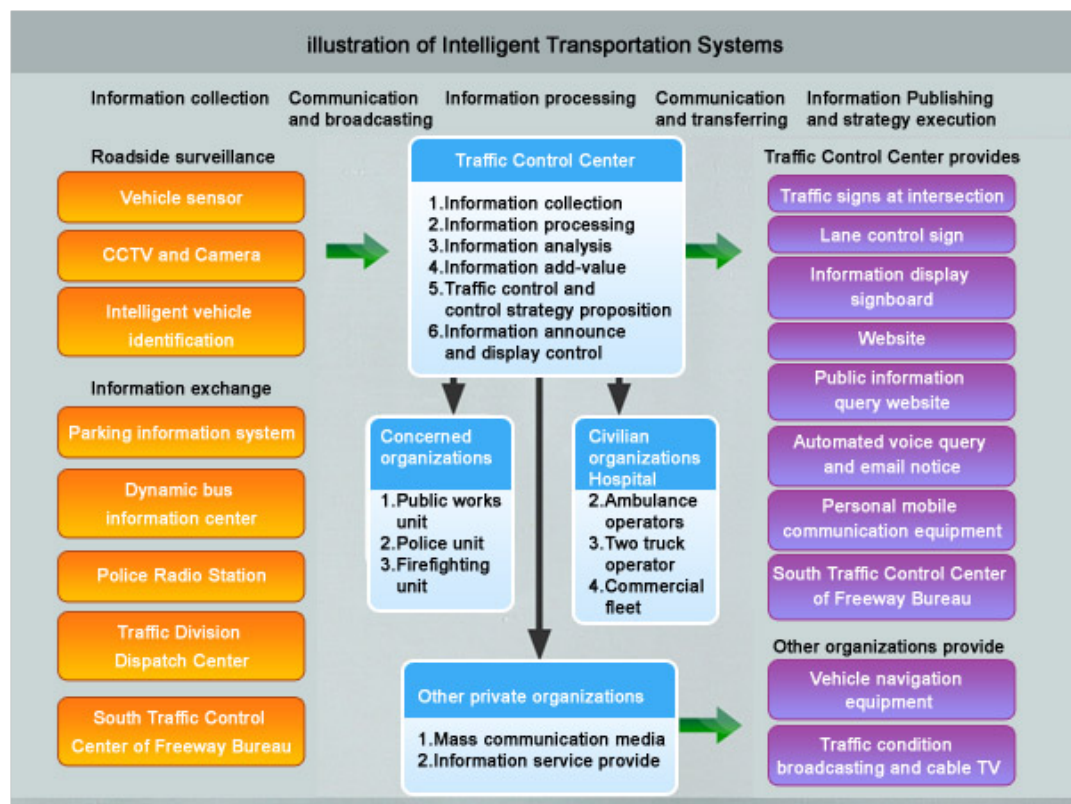 illustration of Intelligent Transportation Systems
Information collection
Communication
and broadcasting
Information processing
Communication
and transferring
Information Publishing
and strategy execution
Roadside surveillance
Vehicle sensor
CCTV and Camera
Intelligent vehicle
identification
Information exchange
Parking information system
Dynamic bus
information center
Police Radio Station
Traffic Division
Dispatch Center
South Traffic Control
Center of Freeway Bureau
Traffic Control Center
1.Information collection
2.Information processing
3.Information analysis
4.Information add-value
5.Traffic control and
control strategy proposition
6.Information announce
and display control
Concerned
organizations
1.Public works
unit
2.Police unit
3.Firefighting
unit
Civilian
organizations
Hospital
2.Ambulance
operators
3.Two truck
operator
4.Commercial
fleet
Other private organizations
1.Mass communication media
2.Information service provide
Traffic Control Center provides
Traffic signs at intersection
Lane control sign
Information display
signboard
Website
Public information
query website
Automated voice query
and email notice
Personal mobile
communication equipment
South Traffic Control Center
of Freeway Bureau
Other organizations provide
Vehicle navigation
equipment
Traffic condition
broadcasting and cable TV